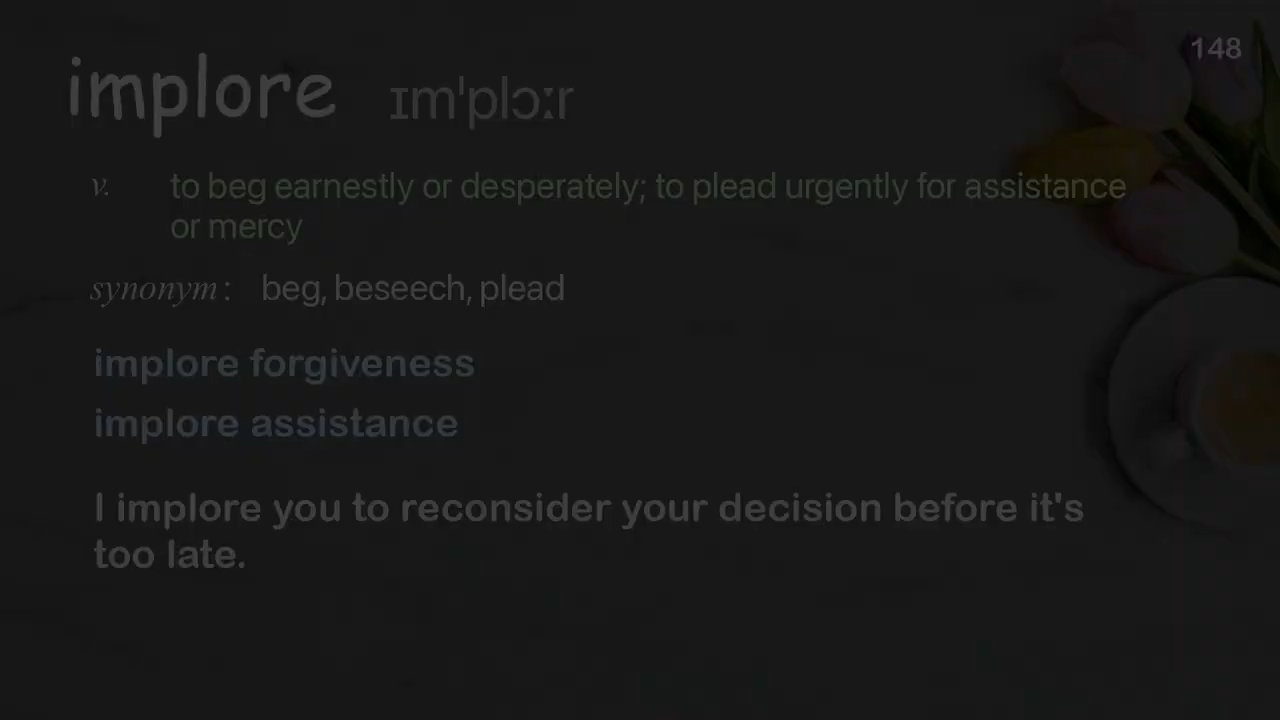 148
implore ɪmˈplɔːr
v. to beg earnestly or desperately; to plead urgently for assistance
or mercy
synonym: beg, beseech, plead
implore forgiveness
implore assistance
I implore you to reconsider your decision before it's
too late.